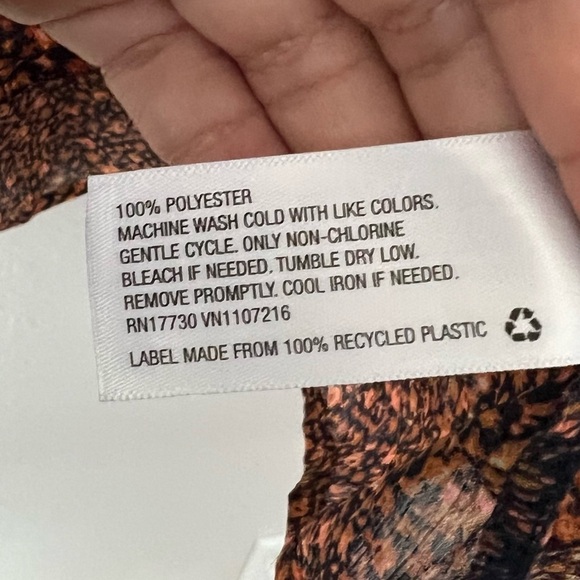 100% POLYESTER
MACHINE WASH COLD WITH LIKE COLORS.
GENTLE CYCLE. ONLY NON-CHLORINE
BLEACH IF NEEDED. TUMBLE DRY LOW.
REMOVE PROMPTLY. COOL IRON IF NEEDED.
RN17730 VN1107216
LABEL MADE FROM 100% RECYCLED PLASTIC